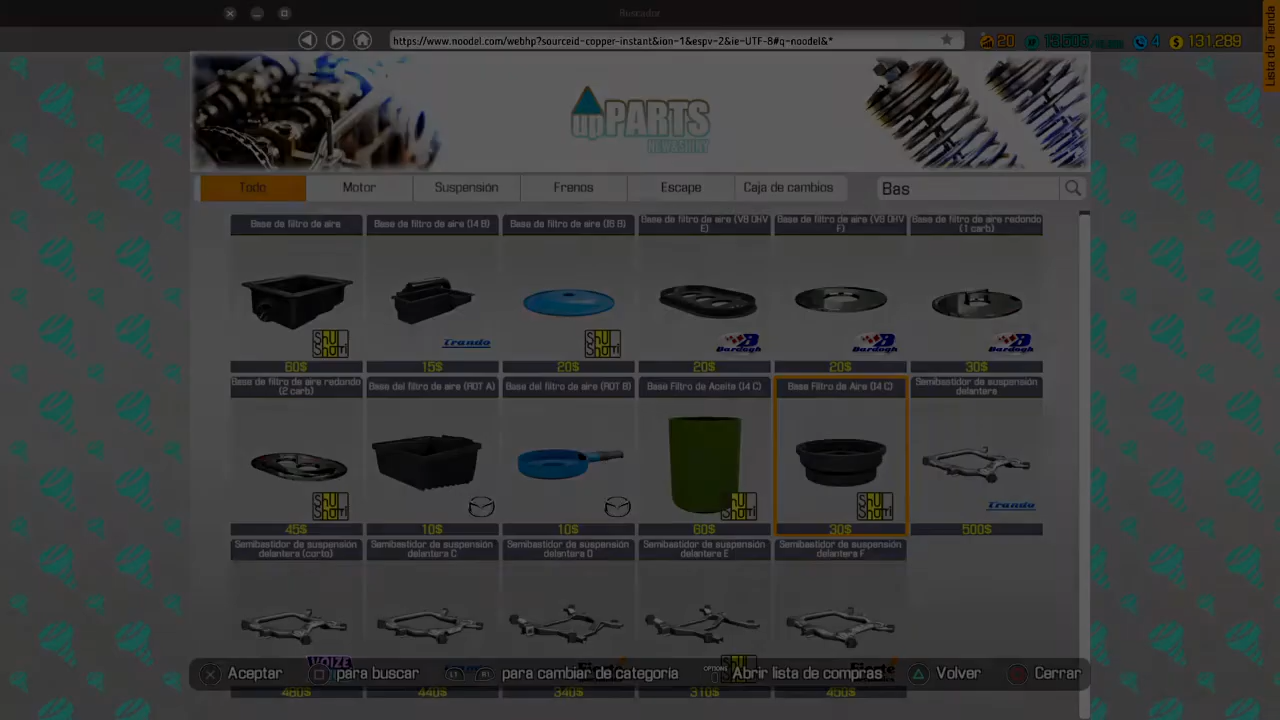 Buscador
https://www.noodel.com/webhp?sourceid-copper-instant&ion-1&espv-2&ie-UTF-8#q-noodel&*
20
4
131,289
Lista de Tienda
upPARTS
NEW&SHINY
Todo
Motor
Suspensión
Frenos
Escape
Caja de cambios
Bas
Base de filtro de aire
Base de filtro de aire (I4 B)
Base de filtro de aire (I6 B)
Base de filtro de aire (V8 OHV E)
Base de filtro de aire (V8 OHV F)
Base de filtro de aire redondo (1 carb)
60$
15$
20$
20$
20$
30$
Base de filtro de aire redondo (2 carb)
Base del filtro de aire (ROT A)
Base del filtro de aire (ROT B)
Base Filtro de Aceite (I4 C)
Base Filtro de Aire (I4 C)
Semibastidor de suspensión delantera
45$
10$
10$
60$
30$
500$
Semibastidor de suspensión delantera (corto)
Semibastidor de suspensión delantera C
Semibastidor de suspensión delantera D
Semibastidor de suspensión delantera E
Semibastidor de suspensión delantera F
Aceptar
para buscar
L1
R1
para cambiar de categoría
OPTIONS
Abrir lista de compras
Volver
Cerrar
460$
440$
340$
310$
450$